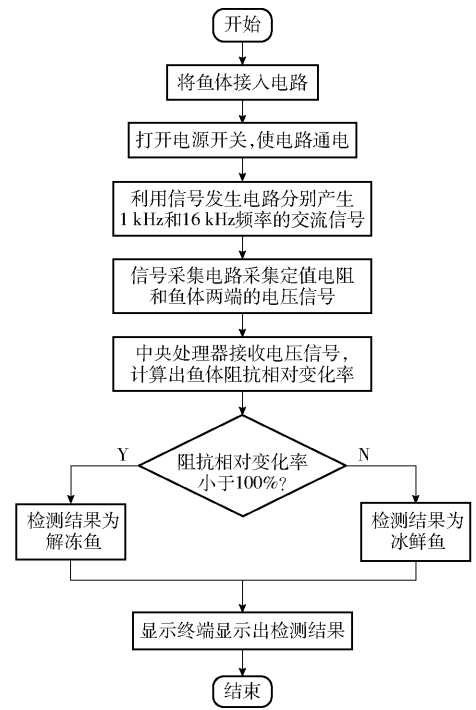 开始
将鱼体接入电路
打开电源开关,使电路通电
利用信号发生电路分别产生
1 kHz和16 kHz频率的交流信号
信号采集电路采集定值电阻
和鱼体两端的电压信号
中央处理器接收电压信号,
计算出鱼体阻抗相对变化率
阻抗相对变化率
小于100%?
Y
N
检测结果为
解冻鱼
检测结果为
冰鲜鱼
显示终端显示出检测结果
结束